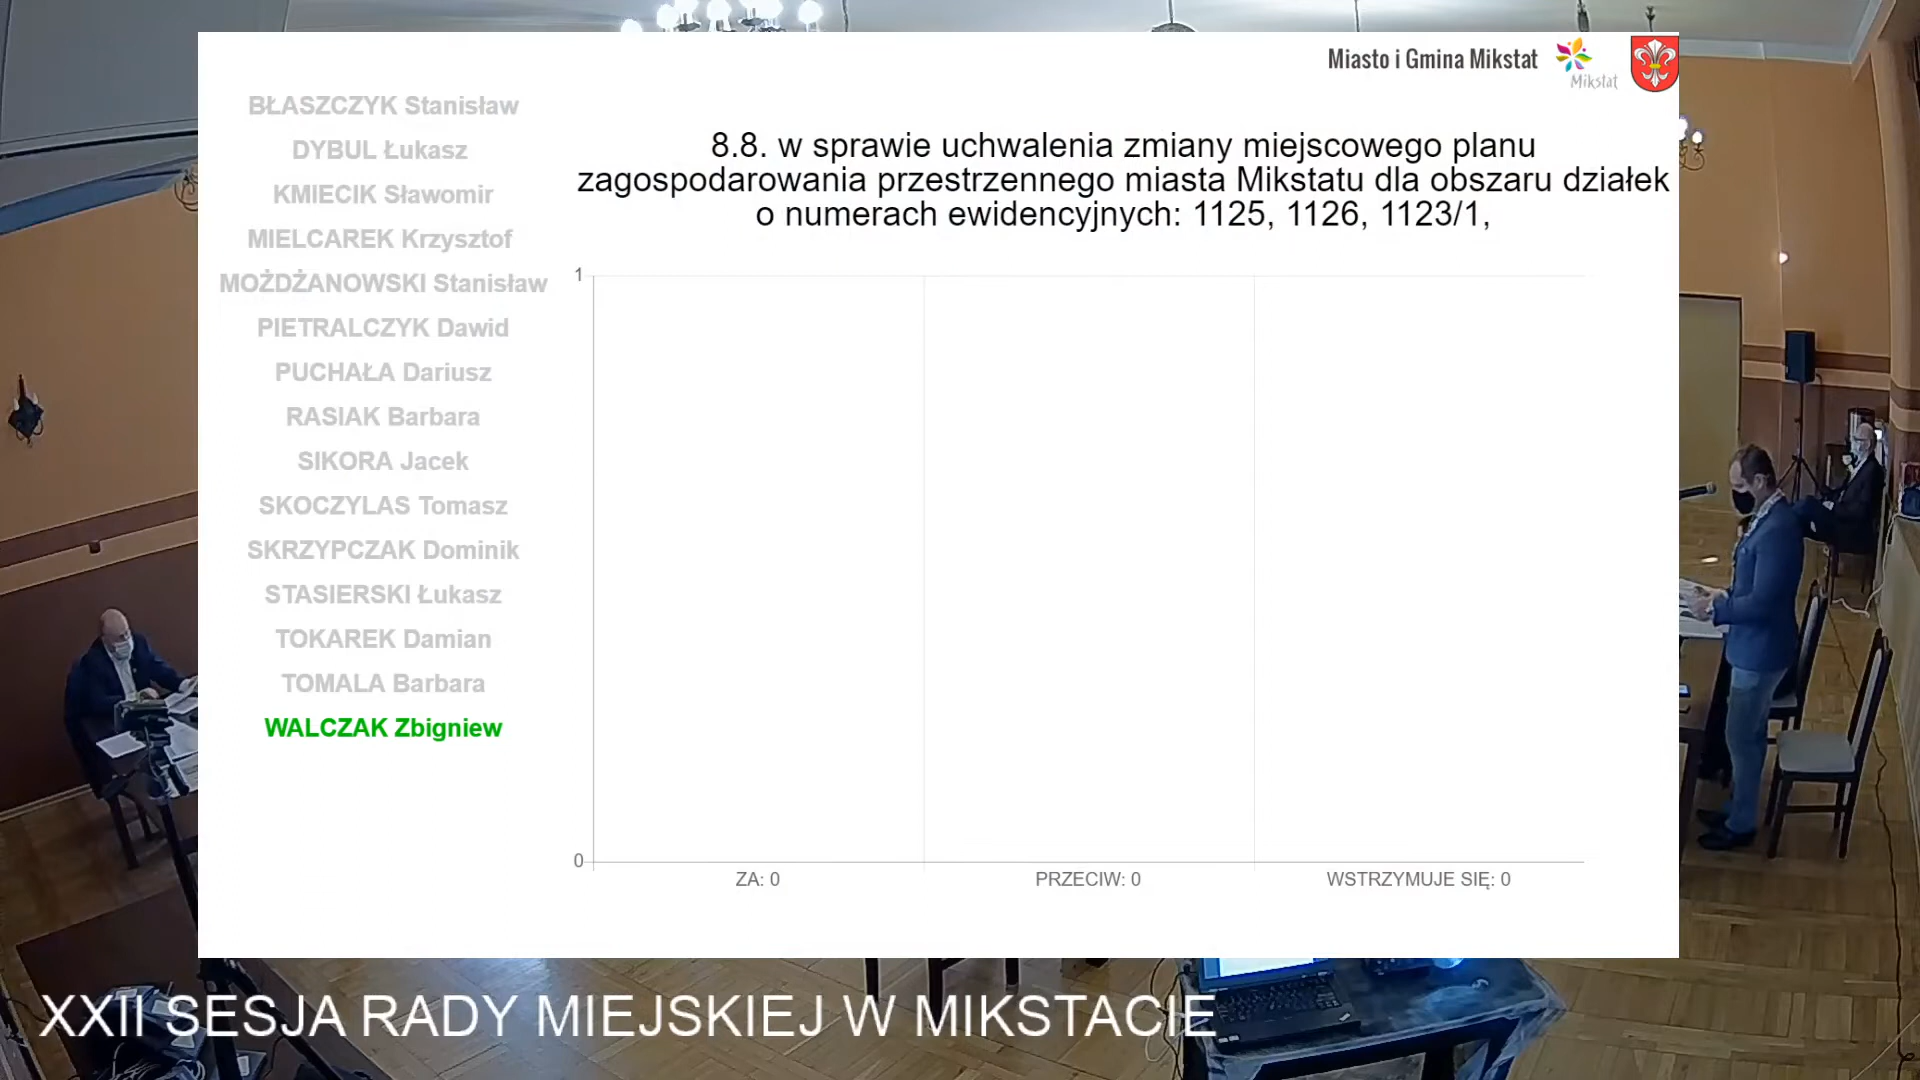 Miasto i Gmina Mikstat
Mikstat
BŁASZCZYK Stanisław
DYBUL Łukasz
KMIECIK Sławomir
MIELCAREK Krzysztof
MOŻDŻANOWSKI Stanisław
PIETRALCZYK Dawid
PUCHAŁA Dariusz
RASIAK Barbara
SIKORA Jacek
SKOCZYLAS Tomasz
SKRZYPCZAK Dominik
STASIERSKI Łukasz
TOKAREK Damian
TOMALA Barbara
WALCZAK Zbigniew
8.8. w sprawie uchwalenia zmiany miejscowego planu
zagospodarowania przestrzennego miasta Mikstatu dla obszaru działek
o numerach ewidencyjnych: 1125, 1126, 1123/1,
1
0
ZA: 0
PRZECIW: 0
WSTRZYMUJE SIĘ: 0
XXII SESJA RADY MIEJSKIEJ W MIKSTACIE